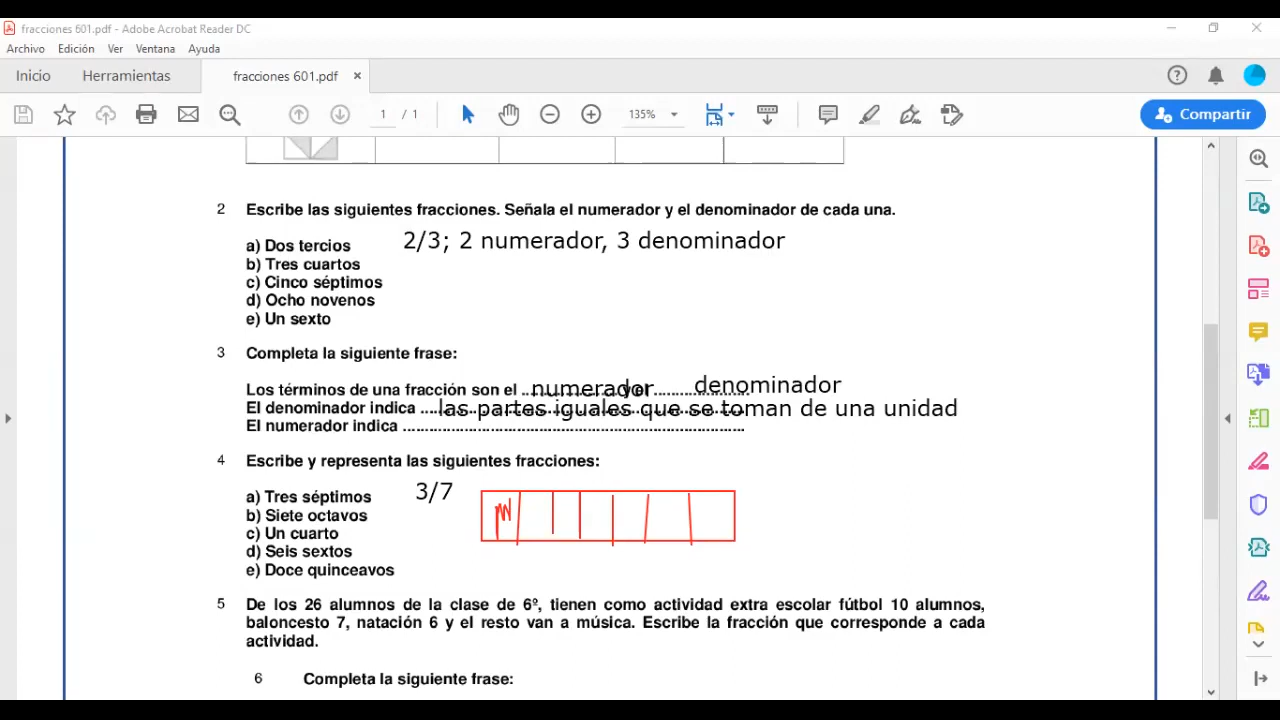 fracciones 601.pdf - Adobe Acrobat Reader DC
Archivo Edición Ver Ventana Ayuda
Inicio Herramientas fracciones 601.pdf ×
1 / 1 135% Compartir
2 Escribe las siguientes fracciones. Señala el numerador y el denominador de cada una.
a) Dos tercios 2/3; 2 numerador, 3 denominador
b) Tres cuartos
c) Cinco séptimos
d) Ocho novenos
e) Un sexto
3 Completa la siguiente frase:
Los términos de una fracción son el ..... numerador y el ..... denominador
El denominador indica ..... las partes iguales que se toman de una unidad
El numerador indica ............................................................................
4 Escribe y representa las siguientes fracciones:
a) Tres séptimos 3/7
b) Siete octavos
c) Un cuarto
d) Seis sextos
e) Doce quinceavos
5 De los 26 alumnos de la clase de 6º, tienen como actividad extra escolar fútbol 10 alumnos,
baloncesto 7, natación 6 y el resto van a música. Escribe la fracción que corresponde a cada
actividad.
6 Completa la siguiente frase: